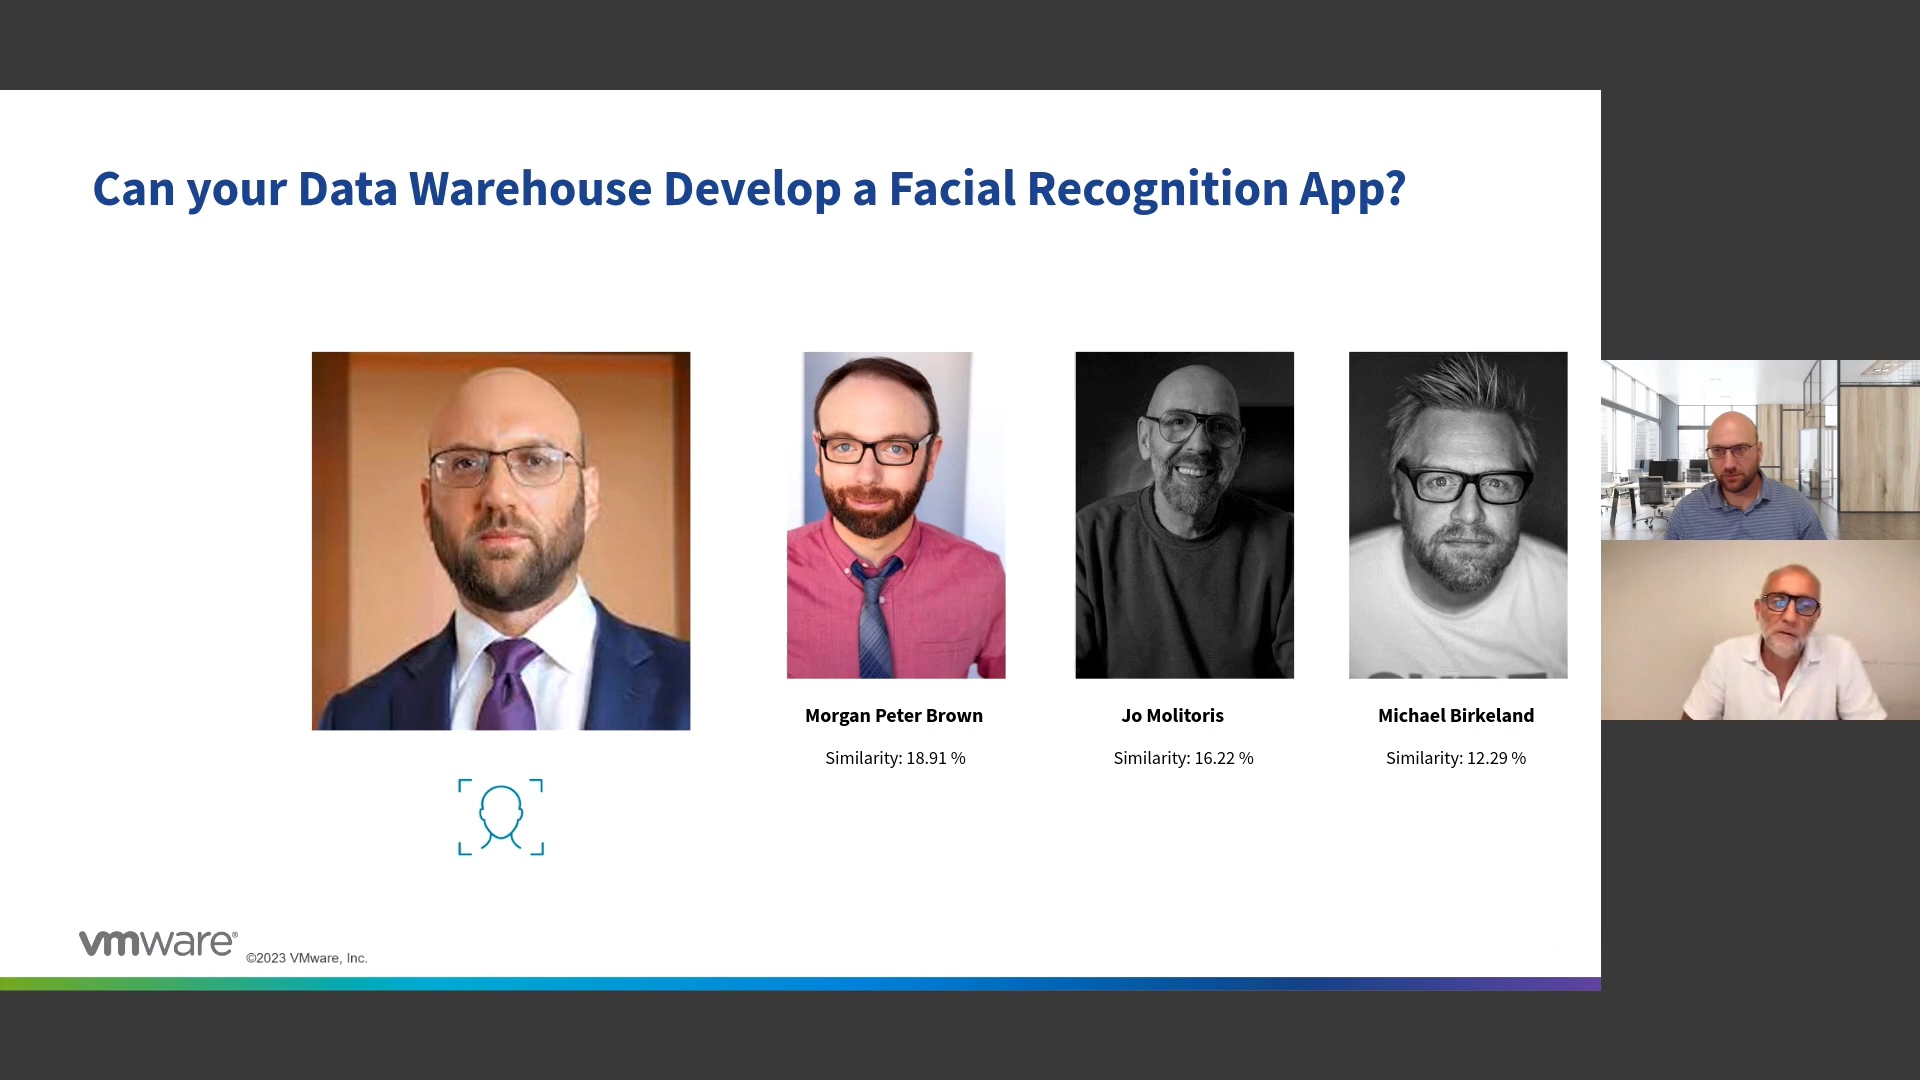 Can your Data Warehouse Develop a Facial Recognition App?
Morgan Peter Brown
Similarity: 18.91 %
Jo Molitoris
Similarity: 16.22 %
Michael Birkeland
Similarity: 12.29 %
vmware®
©2023 VMware, Inc.